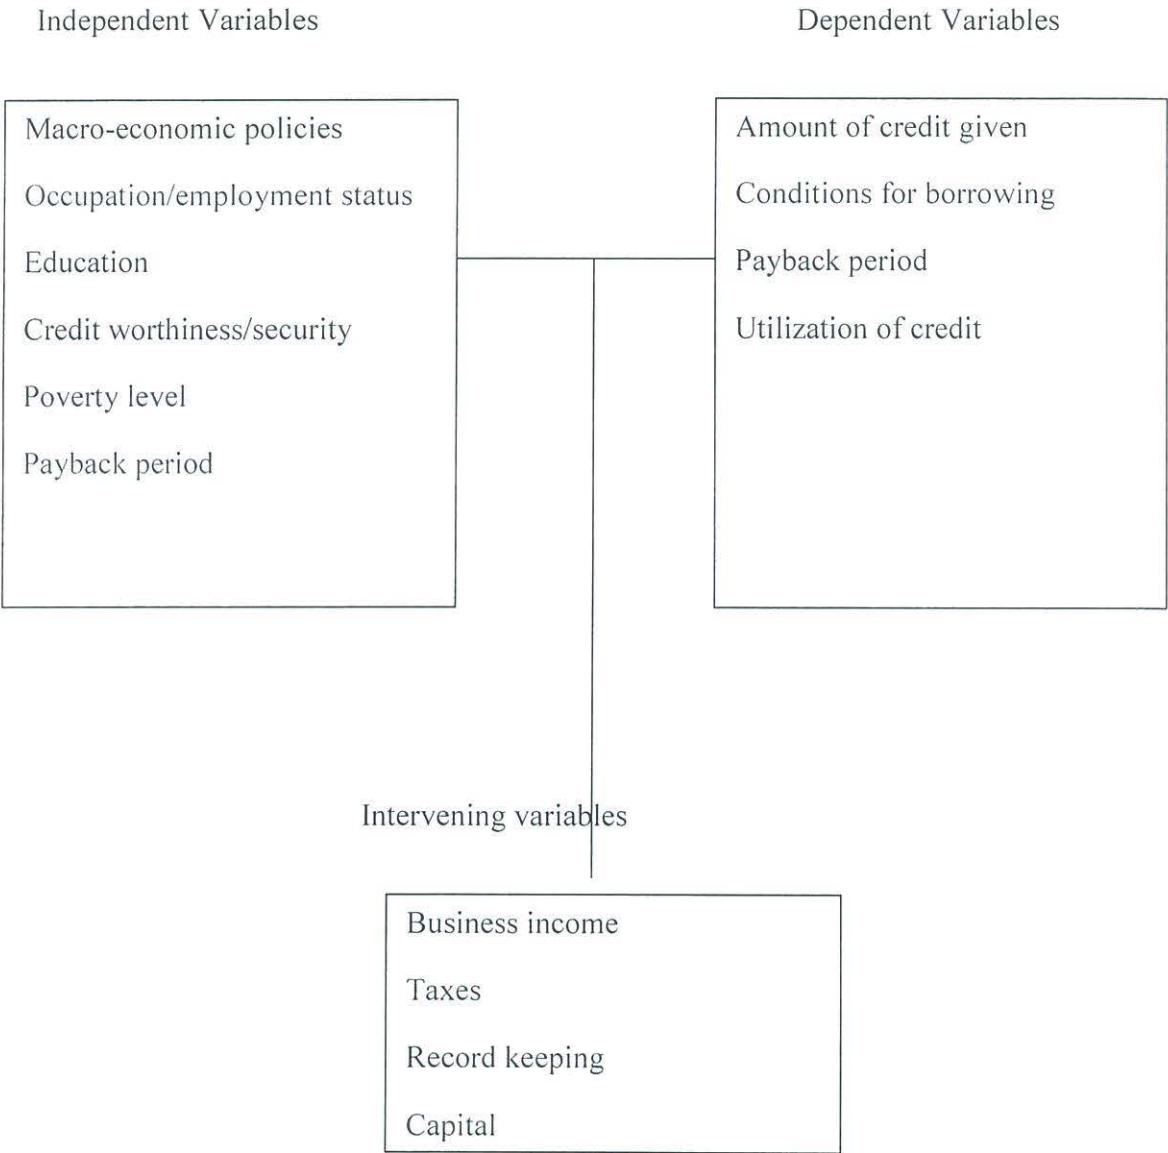 Independent Variables
Dependent Variables
Macro-economic policies
Occupation/employment status
Education
Credit worthiness/security
Poverty level
Payback period
Amount of credit given
Conditions for borrowing
Payback period
Utilization of credit
Intervening variables
Business income
Taxes
Record keeping
Capital